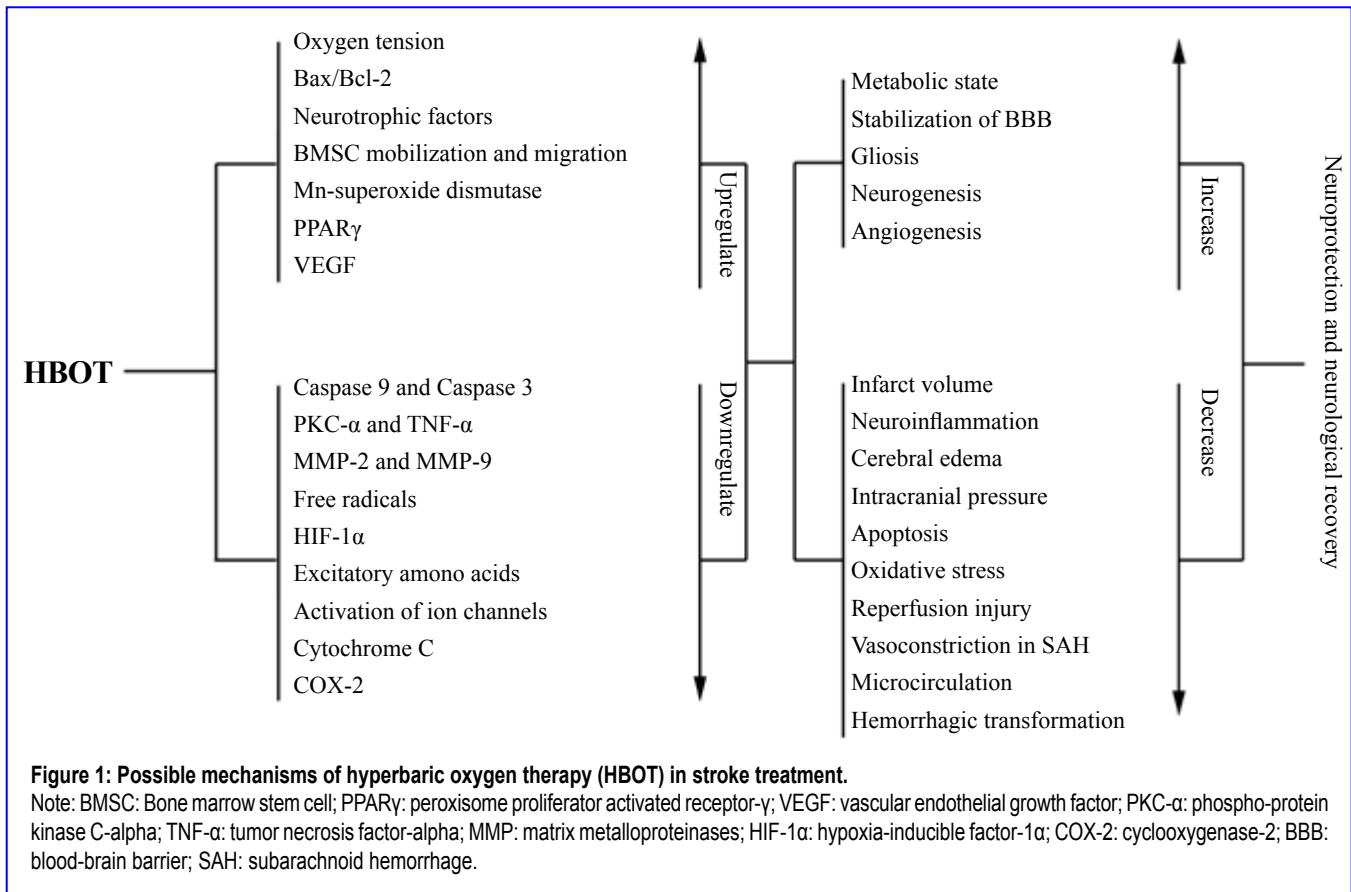 Oxygen tension
Bax/Bcl-2
Neurotrophic factors
BMSC mobilization and migration
Mn-superoxide dismutase
PPARγ
VEGF
HBOT
Caspase 9 and Caspase 3
PKC-α and TNF-α
MMP-2 and MMP-9
Free radicals
HIF-1α
Excitatory amono acids
Activation of ion channels
Cytochrome C
COX-2
Upregulate
Downregulate
Metabolic state
Stabilization of BBB
Gliosis
Neurogenesis
Angiogenesis
Infarct volume
Neuroinflammation
Cerebral edema
Intracranial pressure
Apoptosis
Oxidative stress
Reperfusion injury
Vasoconstriction in SAH
Microcirculation
Hemorrhagic transformation
Increase
Decrease
Neuroprotection and neurological recovery
Figure 1: Possible mechanisms of hyperbaric oxygen therapy (HBOT) in stroke treatment.
Note: BMSC: Bone marrow stem cell; PPARγ: peroxisome proliferator activated receptor-γ; VEGF: vascular endothelial growth factor; PKC-α: phospho-protein
kinase C-alpha; TNF-α: tumor necrosis factor-alpha; MMP: matrix metalloproteinases; HIF-1α: hypoxia-inducible factor-1α; COX-2: cyclooxygenase-2; BBB:
blood-brain barrier; SAH: subarachnoid hemorrhage.